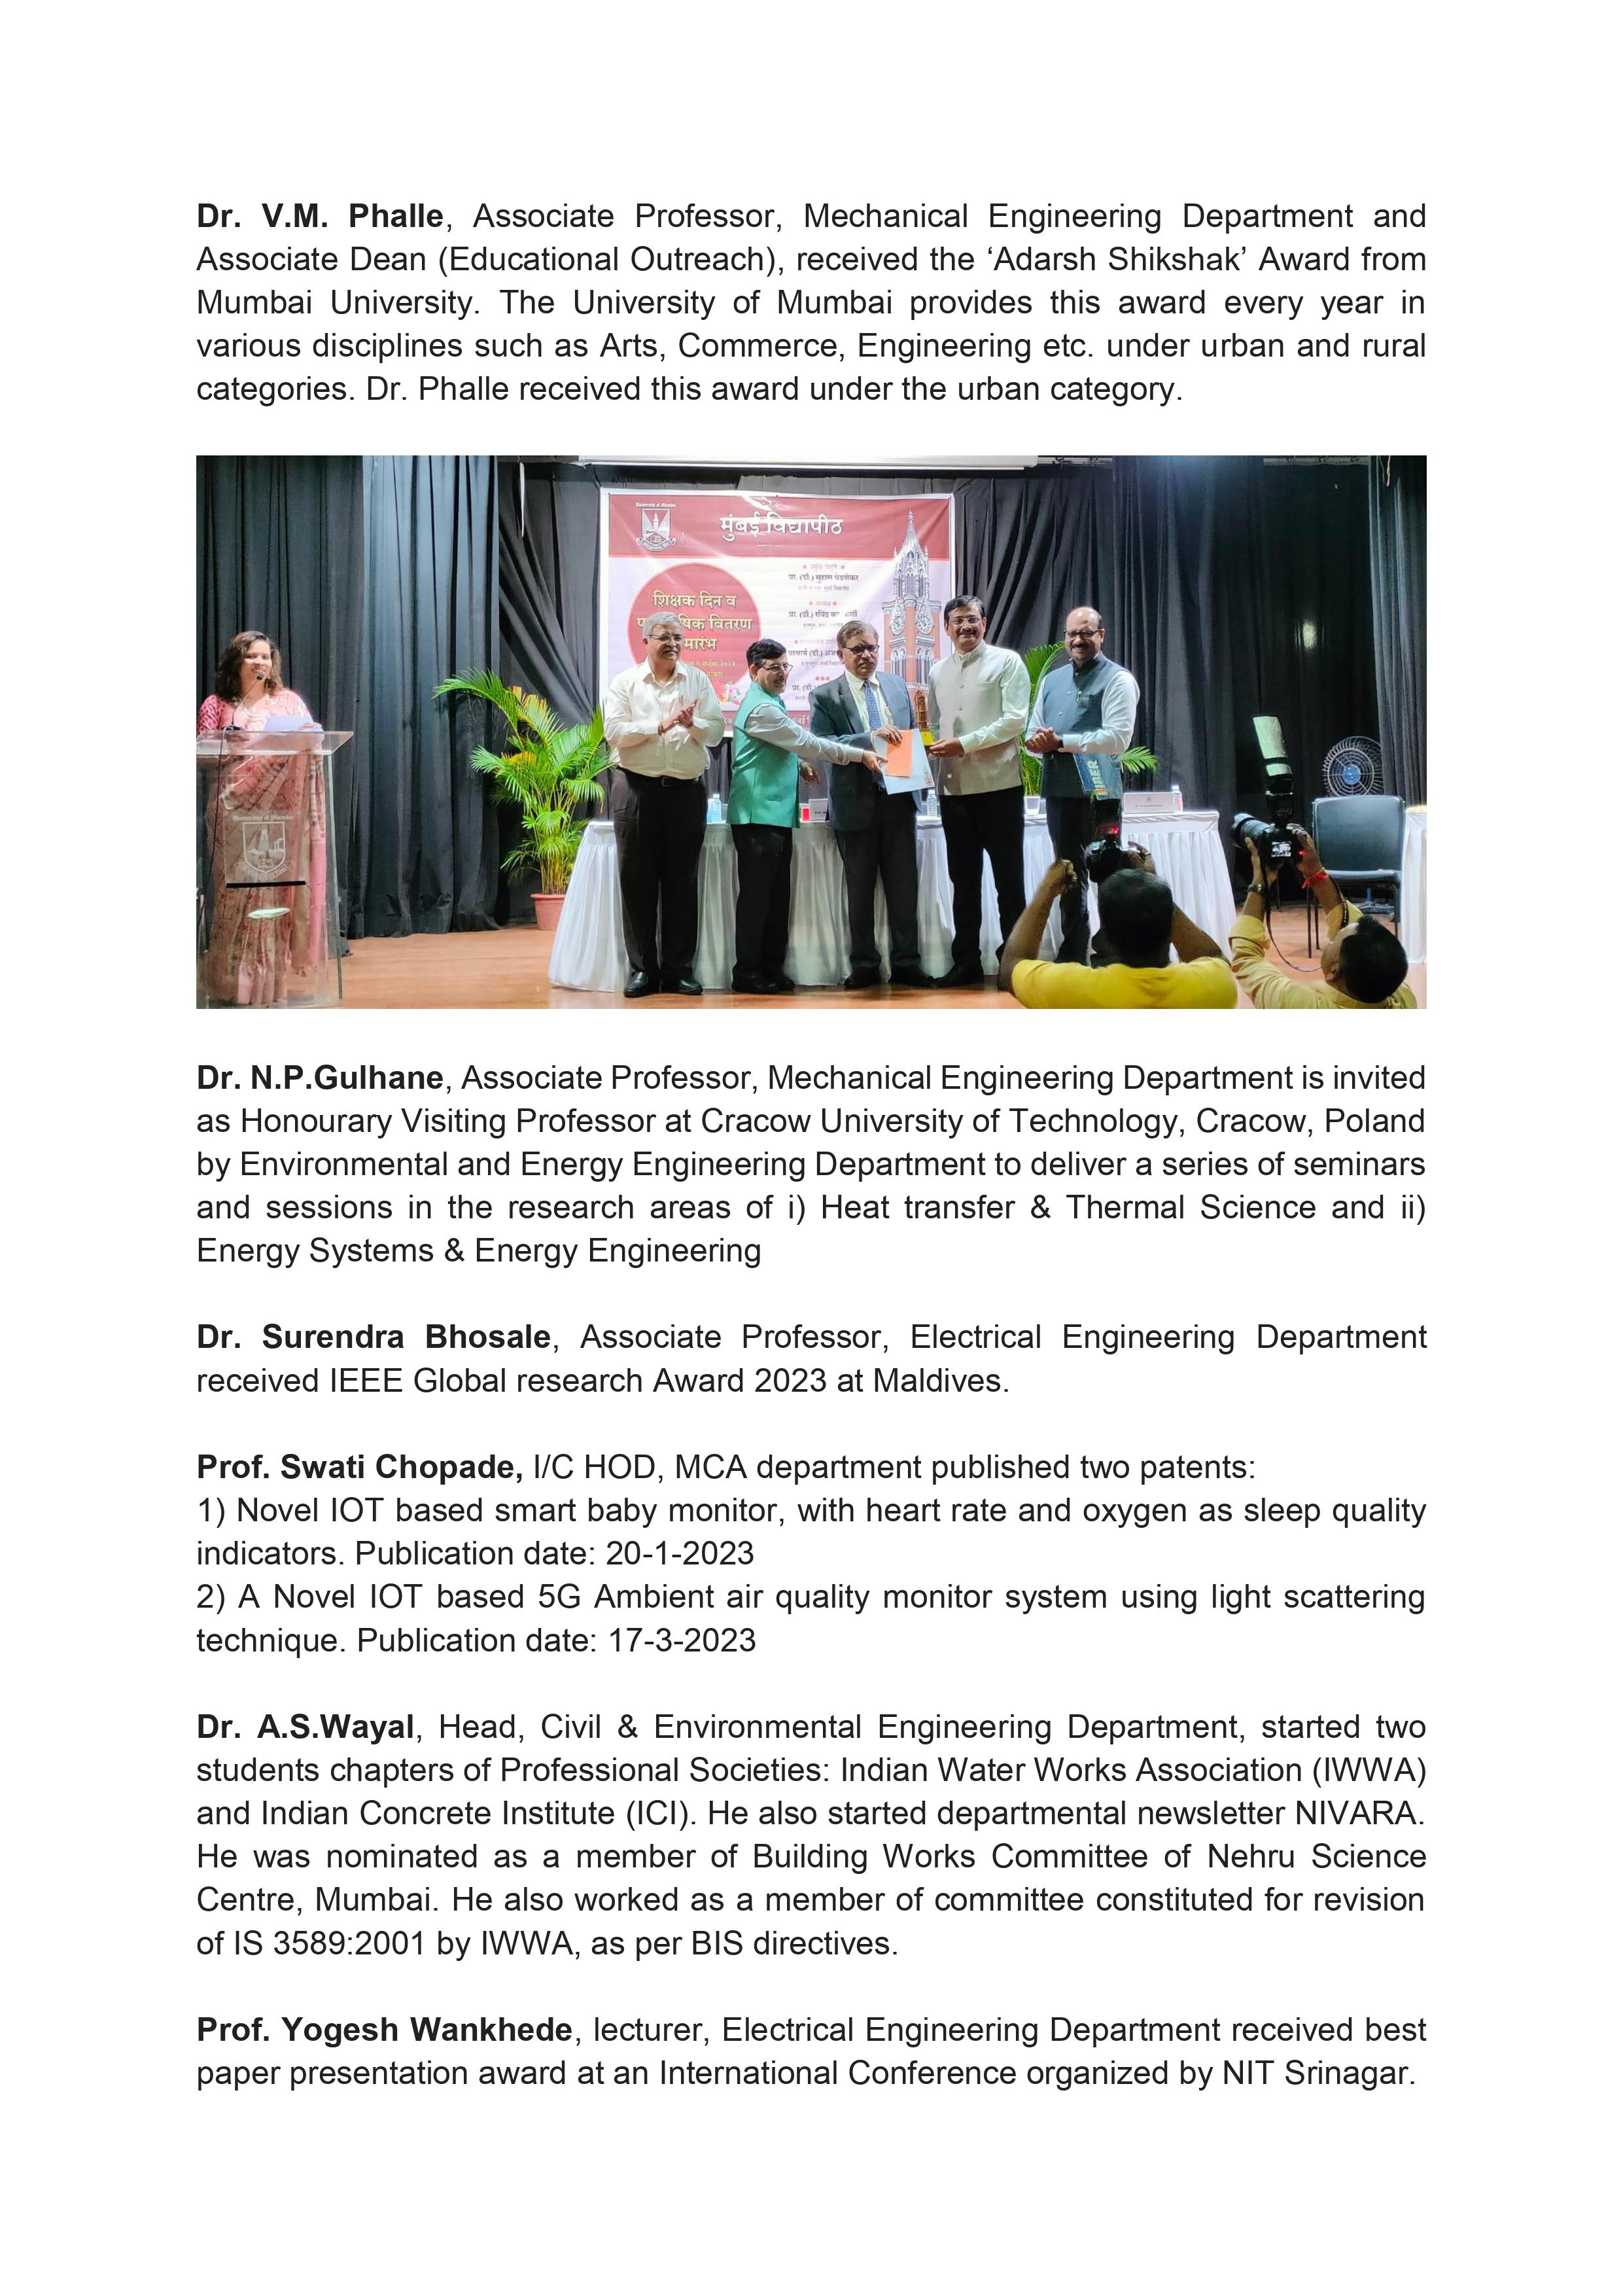 Dr. V.M. Phalle, Associate Professor, Mechanical Engineering Department and
Associate Dean (Educational Outreach), received the ‘Adarsh Shikshak’ Award from
Mumbai University. The University of Mumbai provides this award every year in
various disciplines such as Arts, Commerce, Engineering etc. under urban and rural
categories. Dr. Phalle received this award under the urban category.
University of Mumbai
मुंबई विद्यापीठ
प्रा. (डॉ.) सुहास पेडणेकर
शिक्षक दिन व
प्रा. (डॉ.) रविंद्र
वितरण
University of Mumbai
Dr. N.P.Gulhane, Associate Professor, Mechanical Engineering Department is invited
as Honourary Visiting Professor at Cracow University of Technology, Cracow, Poland
by Environmental and Energy Engineering Department to deliver a series of seminars
and sessions in the research areas of i) Heat transfer & Thermal Science and ii)
Energy Systems & Energy Engineering
Dr. Surendra Bhosale, Associate Professor, Electrical Engineering Department
received IEEE Global research Award 2023 at Maldives.
Prof. Swati Chopade, I/C HOD, MCA department published two patents:
1) Novel IOT based smart baby monitor, with heart rate and oxygen as sleep quality
indicators. Publication date: 20-1-2023
2) A Novel IOT based 5G Ambient air quality monitor system using light scattering
technique. Publication date: 17-3-2023
Dr. A.S.Wayal, Head, Civil & Environmental Engineering Department, started two
students chapters of Professional Societies: Indian Water Works Association (IWWA)
and Indian Concrete Institute (ICI). He also started departmental newsletter NIVARA.
He was nominated as a member of Building Works Committee of Nehru Science
Centre, Mumbai. He also worked as a member of committee constituted for revision
of IS 3589:2001 by IWWA, as per BIS directives.
Prof. Yogesh Wankhede, lecturer, Electrical Engineering Department received best
paper presentation award at an International Conference organized by NIT Srinagar.